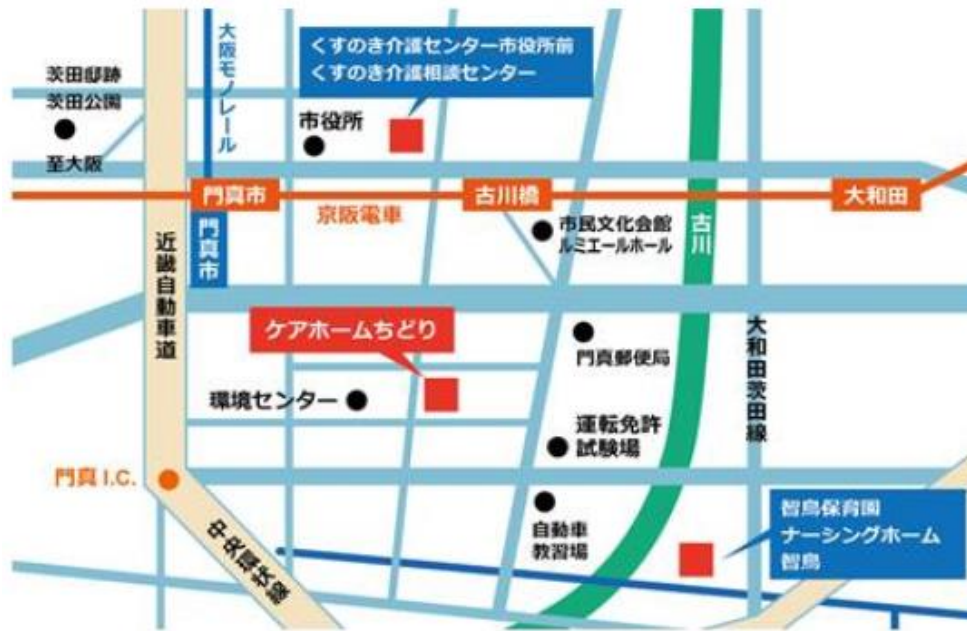 くすのき介護センター市役所前
くすのき介護相談センター
大阪モノレール
茨田邸跡
茨田公園
至大阪
市役所
門真市
京阪電車
古川橋
大和田
門真市
市民文化会館
ルミエールホール
古川
近畿自動車道
ケアホームちどり
門真郵便局
大和田茨田線
環境センター
運転免許
試験場
門真 I.C.
自動車
教習場
中央環状線
智鳥保育園
ナーシングホーム
智鳥